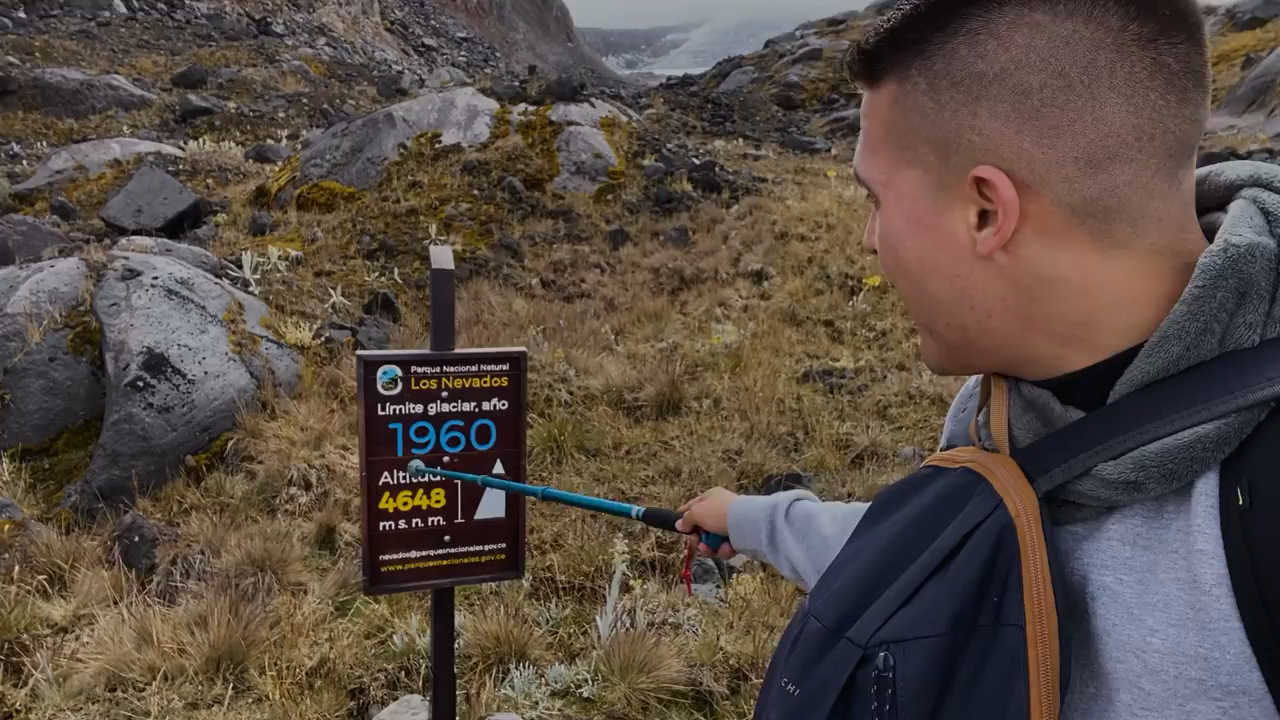 Parque Nacional Natural
Los Nevados
Límite glaciar, año
1960
Altitud:
4648
m s. n. m.
nevados@parquesnacionales.gov.co
www.parquesnacionales.gov.co
CHI